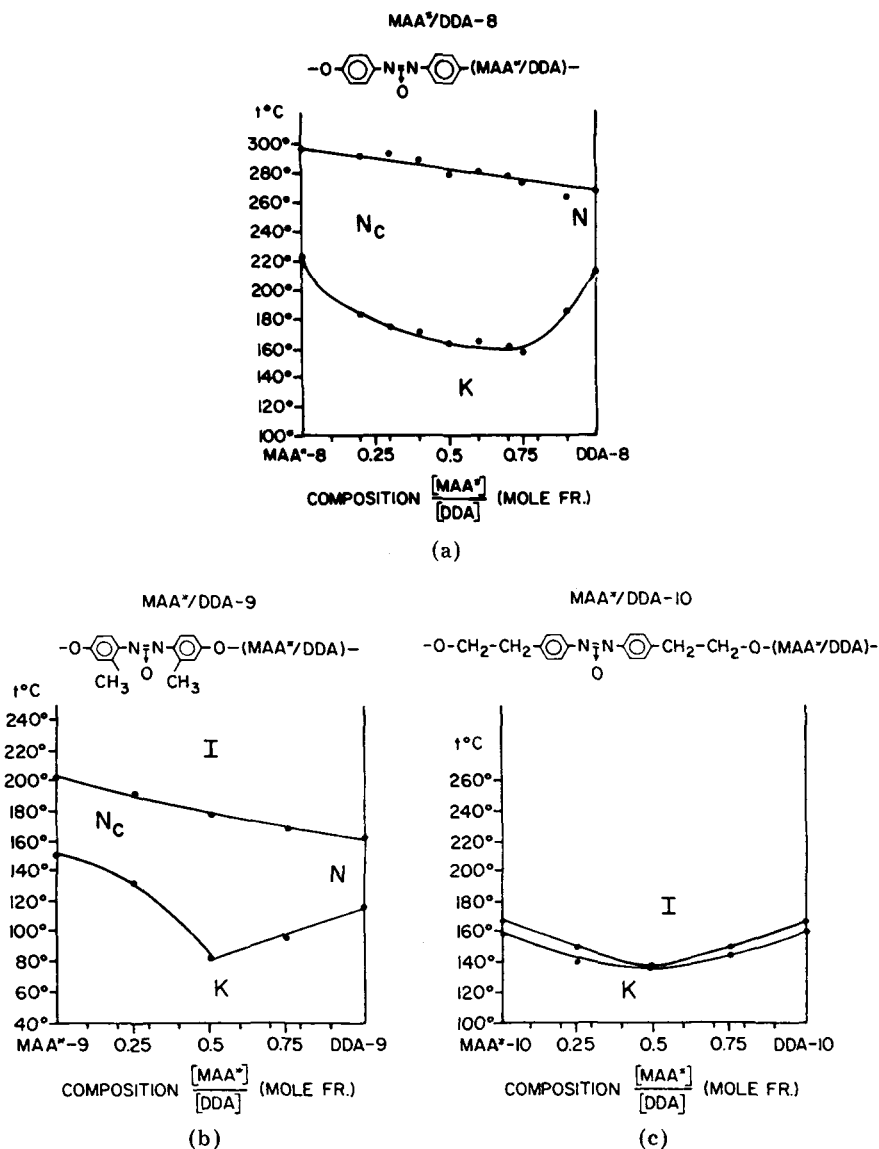 MAA*/DDA-8
-O-N=N-(MAA*/DDA)-
O
t°C
300°
280°
260°
240°
220°
200°
180°
160°
140°
120°
100°
Nc
N
K
MAA*-8 0.25 0.5 0.75 DDA-8
COMPOSITION [MAA*]/[DDA] (MOLE FR.)
(a)
MAA*/DDA-9
-O-N=N-O-(MAA*/DDA)-
CH3 O CH3
t°C
240°
220°
200°
180°
160°
140°
120°
100°
80°
60°
40°
I
Nc
N
K
MAA*-9 0.25 0.5 0.75 DDA-9
COMPOSITION [MAA*]/[DDA] (MOLE FR.)
(b)
MAA*/DDA-10
-O-CH2-CH2-N=N-CH2-CH2-O-(MAA*/DDA)-
O
t°C
260°
240°
220°
200°
180°
160°
140°
120°
100°
I
K
MAA*-10 0.25 0.5 0.75 DDA-10
COMPOSITION [MAA*]/[DDA] (MOLE FR.)
(c)